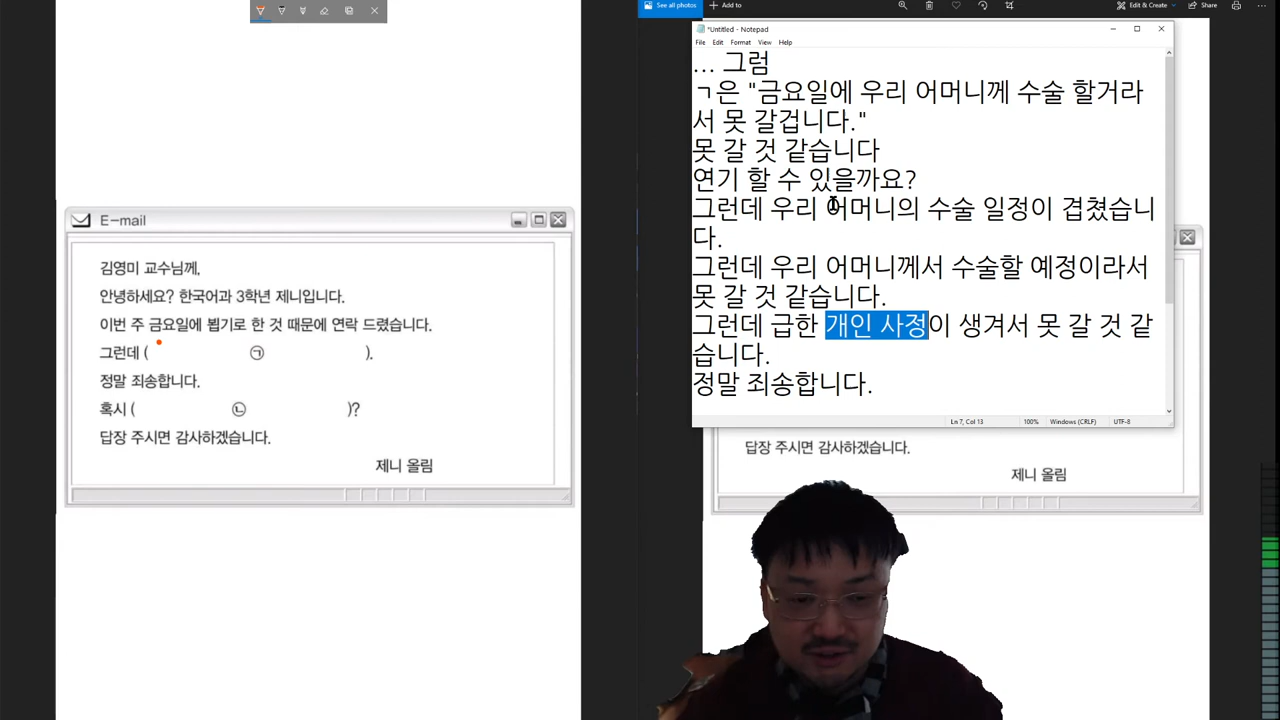 See all photos
Add to
Edit & Create
Share
*Untitled - Notepad
File Edit Format View Help
... 그럼
ㄱ은 "금요일에 우리 어머니께 수술 할거라
서 못 갈겁니다."
못 갈 것 같습니다
연기 할 수 있을까요?
그런데 우리 어머니의 수술 일정이 겹쳤습니
다.
그런데 우리 어머니께서 수술할 예정이라서
못 갈 것 같습니다.
그런데 급한 개인 사정이 생겨서 못 갈 것 같
습니다.
정말 죄송합니다.
Ln 7, Col 13 100% Windows (CRLF) UTF-8
E-mail
김영미 교수님께,
안녕하세요? 한국어과 3학년 제니입니다.
이번 주 금요일에 뵙기로 한 것 때문에 연락 드렸습니다.
그런데 ( ㉠ ).
정말 죄송합니다.
혹시 ( ㉡ )?
답장 주시면 감사하겠습니다.
제니 올림
답장 주시면 감사하겠습니다.
제니 올림